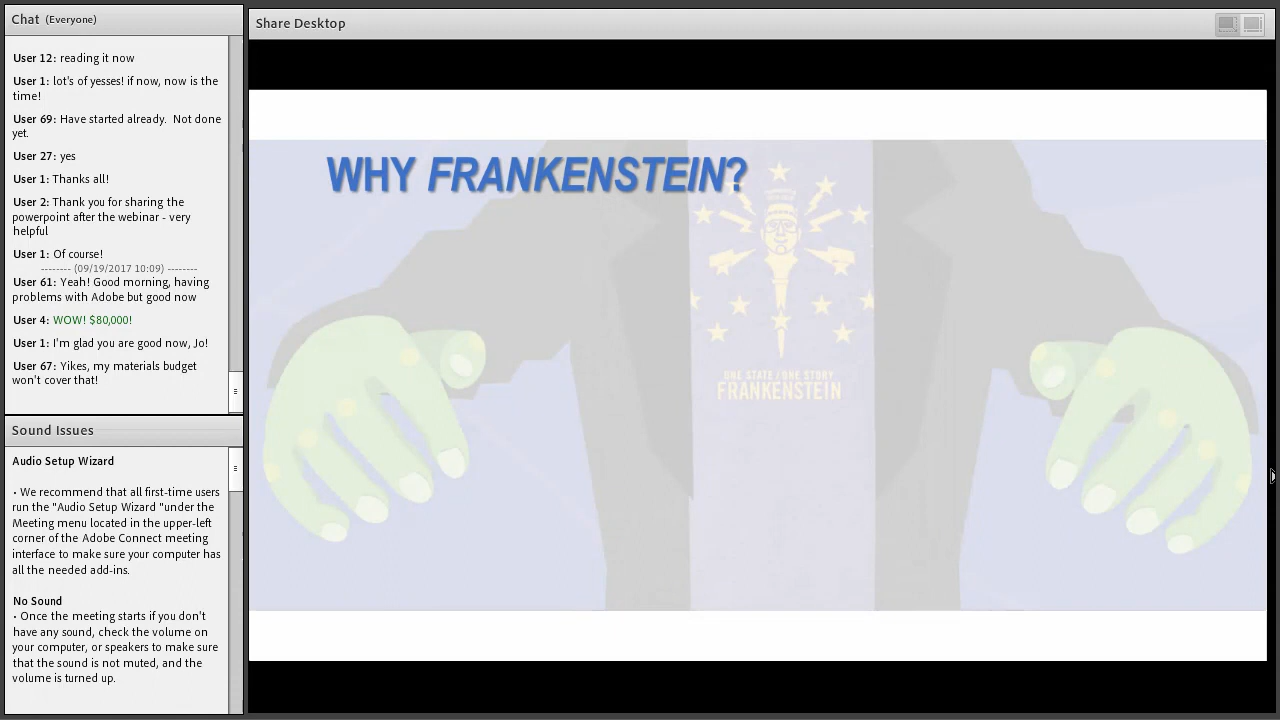 Chat (Everyone)
User 12: reading it now
User 1: lot's of yesses! if now, now is the
time!
User 69: Have started already.  Not done
yet.
User 27: yes
User 1: Thanks all!
User 2: Thank you for sharing the
powerpoint after the webinar - very
helpful
User 1: Of course!
-------- (09/19/2017 10:09) --------
User 61: Yeah! Good morning, having
problems with Adobe but good now
User 4: WOW! $80,000!
User 1: I'm glad you are good now, Jo!
User 67: Yikes, my materials budget
won't cover that!
Sound Issues
Audio Setup Wizard
• We recommend that all first-time users
run the "Audio Setup Wizard "under the
Meeting menu located in the upper-left
corner of the Adobe Connect meeting
interface to make sure your computer has
all the needed add-ins.
No Sound
• Once the meeting starts if you don't
have any sound, check the volume on
your computer, or speakers to make sure
that the sound is not muted, and the
volume is turned up.
Share Desktop
WHY FRANKENSTEIN?
ONE STATE / ONE STORY
FRANKENSTEIN